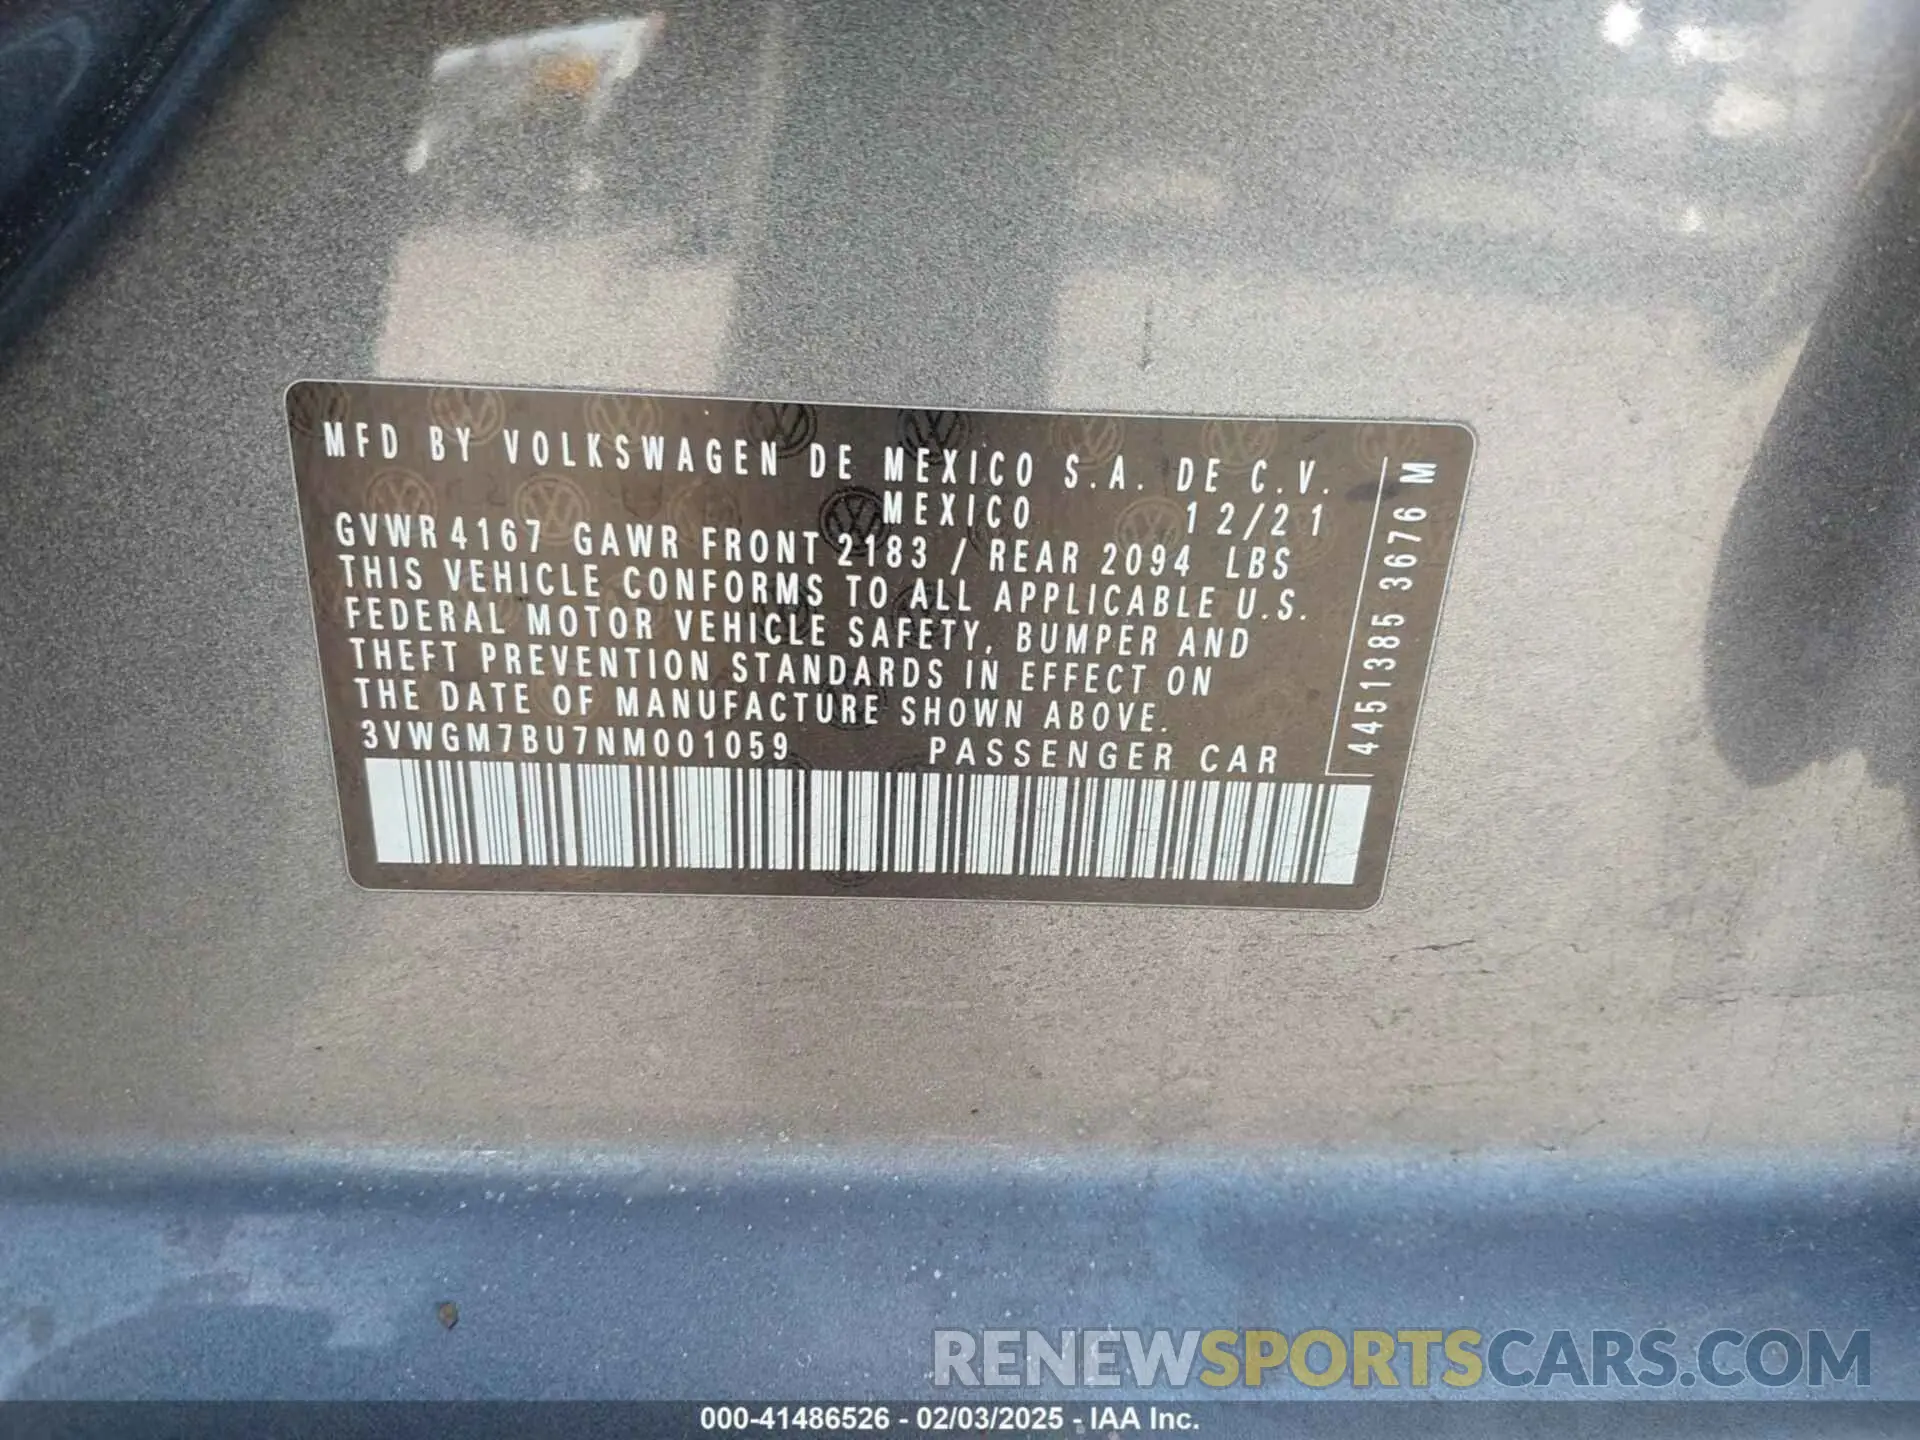 MFD BY VOLKSWAGEN DE MEXICO S.A. DE C.V.
MEXICO 12/21
GVWR 4167 GAWR FRONT 2183 / REAR 2094 LBS
THIS VEHICLE CONFORMS TO ALL APPLICABLE U.S.
FEDERAL MOTOR VEHICLE SAFETY, BUMPER AND
THEFT PREVENTION STANDARDS IN EFFECT ON
THE DATE OF MANUFACTURE SHOWN ABOVE.
3VWGM7BU7NM001059 PASSENGER CAR
4451385 3676 M
RENEWSPORTSCARS.COM
000-41486526 - 02/03/2025 - IAA Inc.